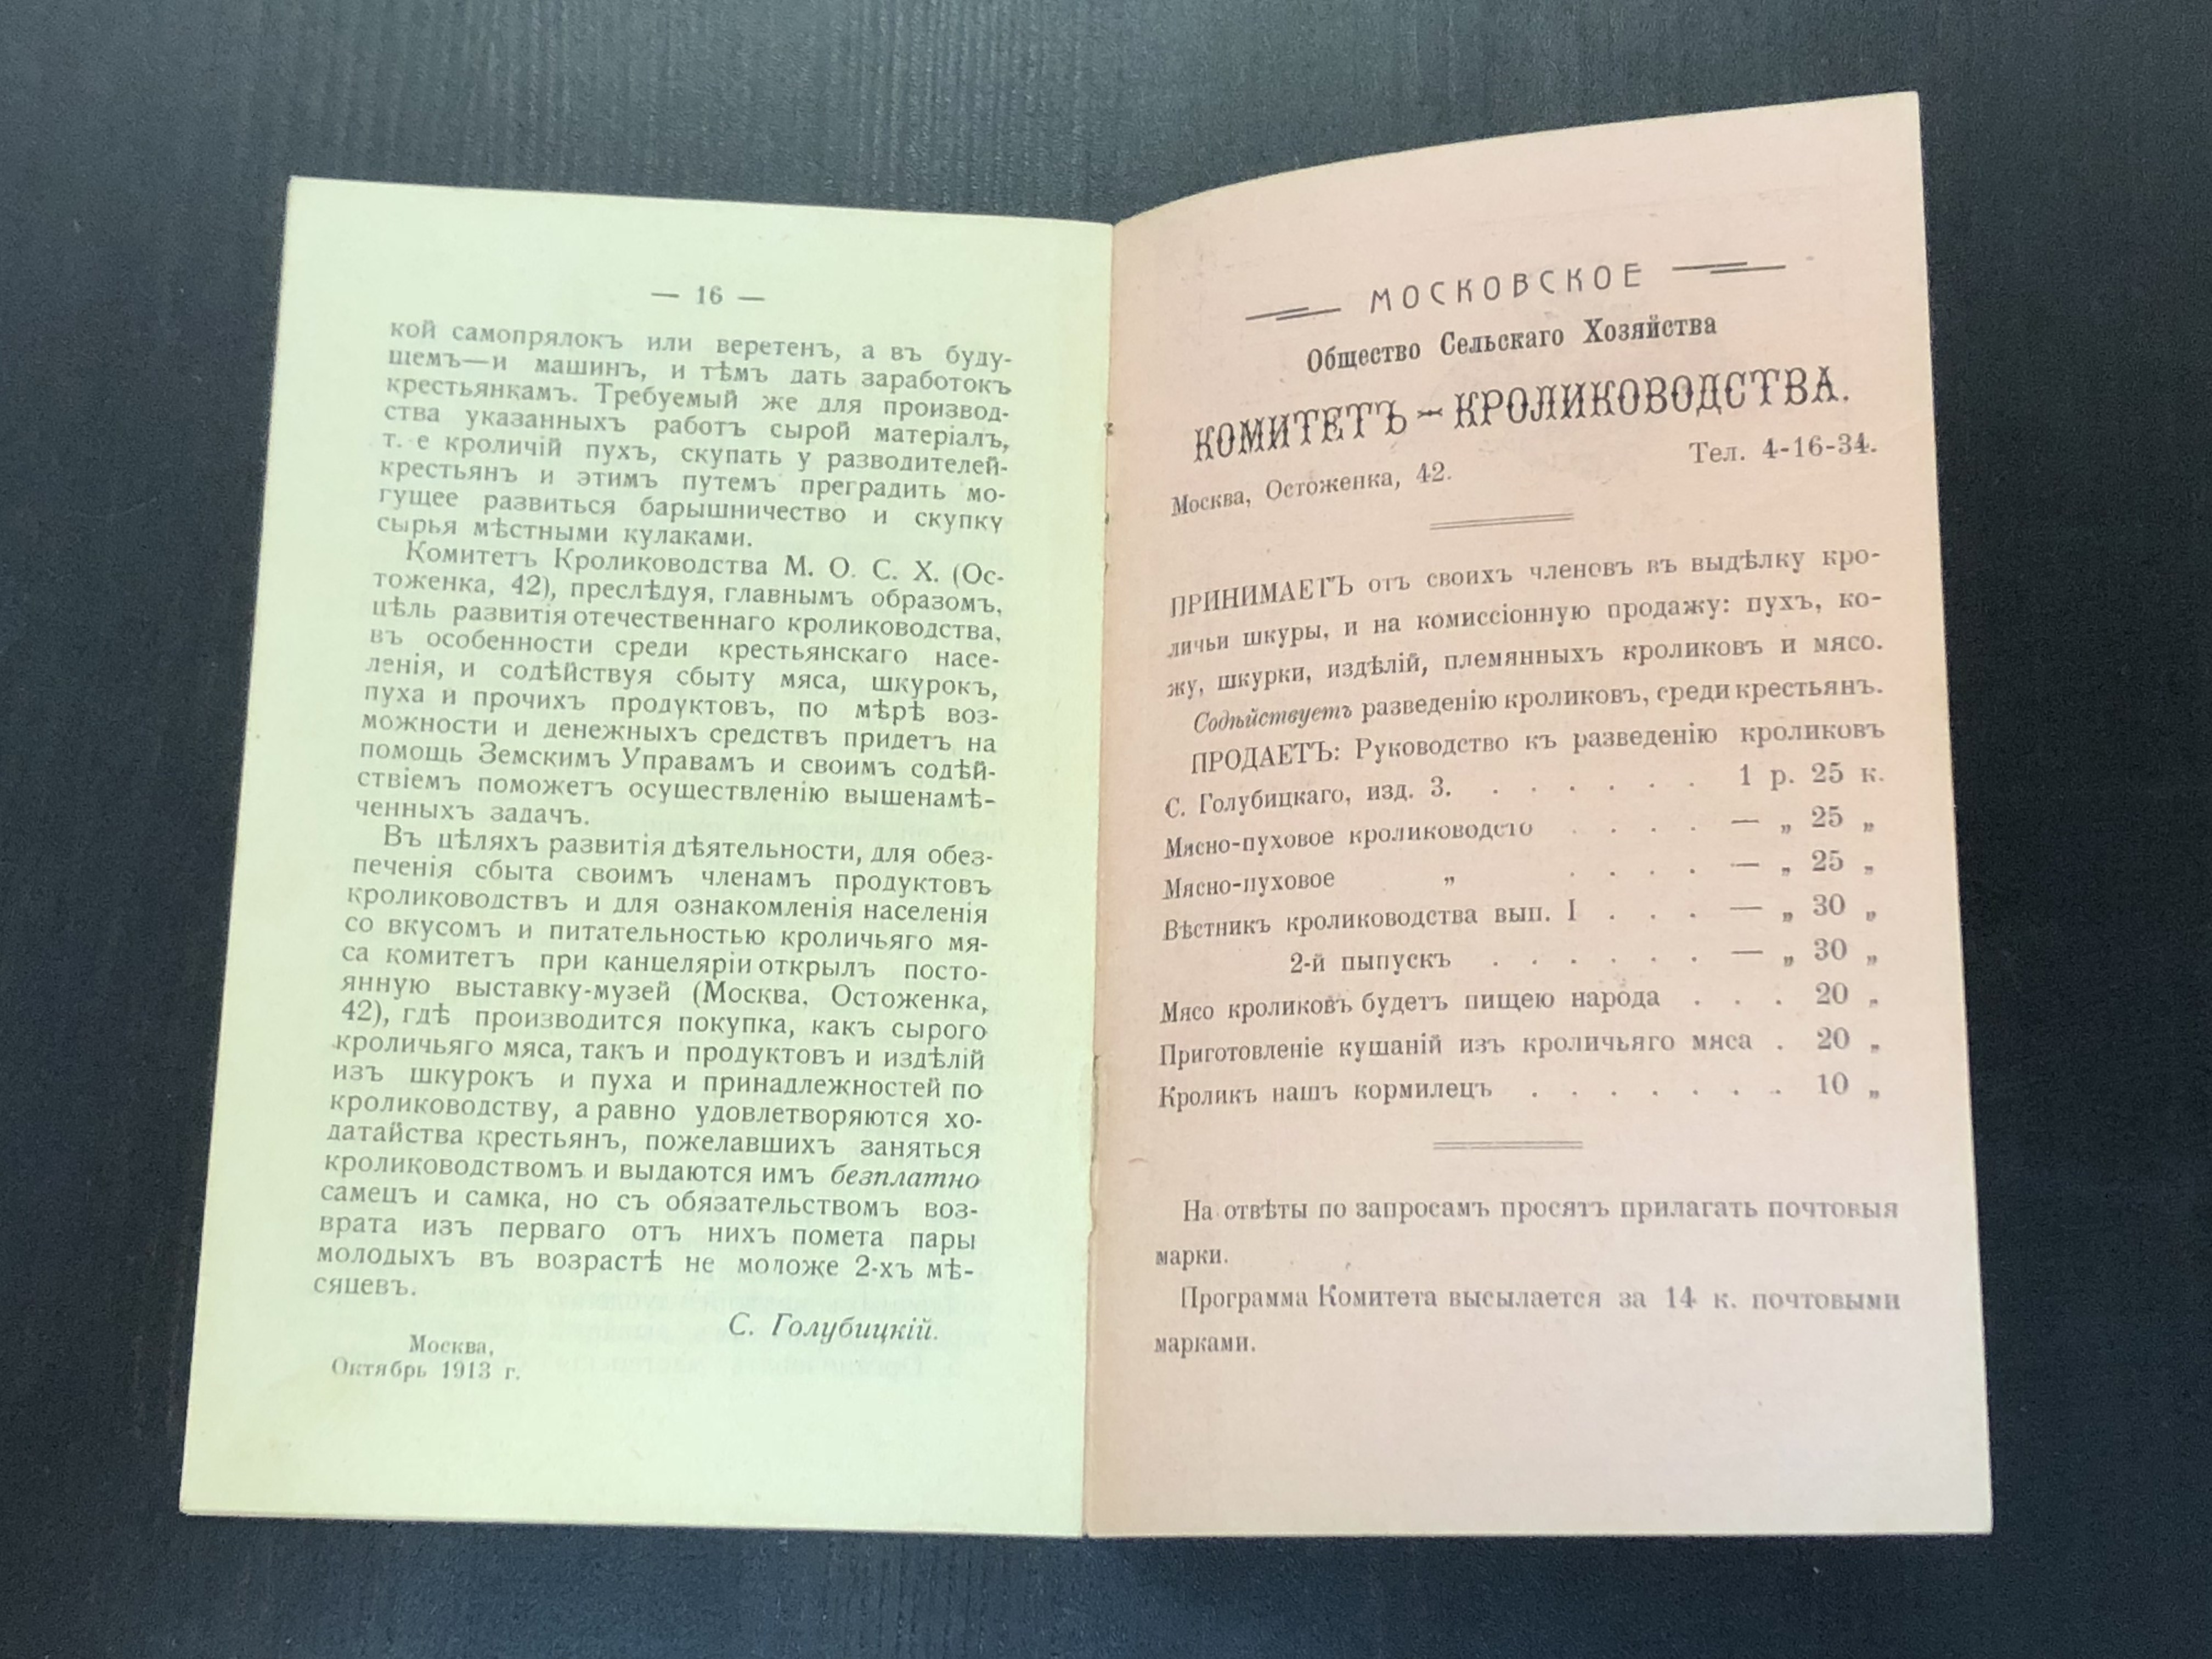 — 16 —
кой самопрялокъ или веретенъ, а въ буду-
шемъ—и машинъ, и тѣмъ дать заработокъ
крестьянкамъ. Требуемый же для производ-
ства указанныхъ работъ сырой матеріалъ,
т. е кроличій пухъ, скупать у разводителей-
крестьянъ и этимъ путемъ преградить мо-
гущее развиться барышничество и скупку
сырья мѣстными кулаками.
Комитетъ Кролиководства М. О. С. Х. (Ос-
тоженка, 42), преслѣдуя, главнымъ образомъ,
цѣль развитія отечественнаго кролиководства,
въ особенности среди крестьянскаго насе-
ленія, и содѣйствуя сбыту мяса, шкурокъ,
пуха и прочихъ продуктовъ, по мѣрѣ воз-
можности и денежныхъ средствъ придетъ на
помощь Земскимъ Управамъ и своимъ содѣй-
ствіемъ поможетъ осуществленію вышенамѣ-
ченныхъ задачъ.
Въ цѣляхъ развитія дѣятельности, для обез-
печенія сбыта своимъ членамъ продуктовъ
кролиководствъ и для ознакомленія населенія
со вкусомъ и питательностью кроличьяго мя-
са комитетъ при канцеляріи открылъ посто-
янную выставку-музей (Москва, Остоженка,
42), гдѣ производится покупка, какъ сырого
кроличьяго мяса, такъ и продуктовъ и издѣлій
изъ шкурокъ и пуха и принадлежностей по
кролиководству, а равно удовлетворяются хо-
датайства крестьянъ, пожелавшихъ заняться
кролиководствомъ и выдаются имъ безплатно
самецъ и самка, но съ обязательствомъ воз-
врата изъ перваго отъ нихъ помета пары
молодыхъ въ возрастѣ не моложе 2-хъ мѣ-
сяцевъ.
С. Голубицкій.
Москва,
Октябрь 1913 г.
МОСКОВСКОЕ
Общество Сельскаго Хозяйства
КОМИТЕТЪ-КРОЛИКОВОДСТВА.
Москва, Остоженка, 42. Тел. 4-16-34.
ПРИНИМАЕТЪ отъ своихъ членовъ въ выдѣлку кро-
личьи шкуры, и на комиссіонную продажу: пухъ, ко-
жу, шкурки, издѣлій, племянныхъ кроликовъ и мясо.
Содѣйствуетъ разведенію кроликовъ, среди крестьянъ.
ПРОДАЕТЪ: Руководство къ разведенію кроликовъ
С. Голубицкаго, изд. 3. . . . . . . 1 р. 25 к.
Мясно-пуховое кролиководсто . . . . — „ 25 „
Мясно-пуховое „ . . . . — „ 25 „
Вѣстникъ кролиководства вып. I . . . — „ 30 „
2-й пыпускъ . . . . . . — „ 30 „
Мясо кроликовъ будетъ пищею народа . . . 20 „
Приготовленіе кушаній изъ кроличьяго мяса . 20 „
Кроликъ нашъ кормилецъ . . . . . . . 10 „
На отвѣты по запросамъ просятъ прилагать почтовыя
марки.
Программа Комитета высылается за 14 к. почтовыми
марками.